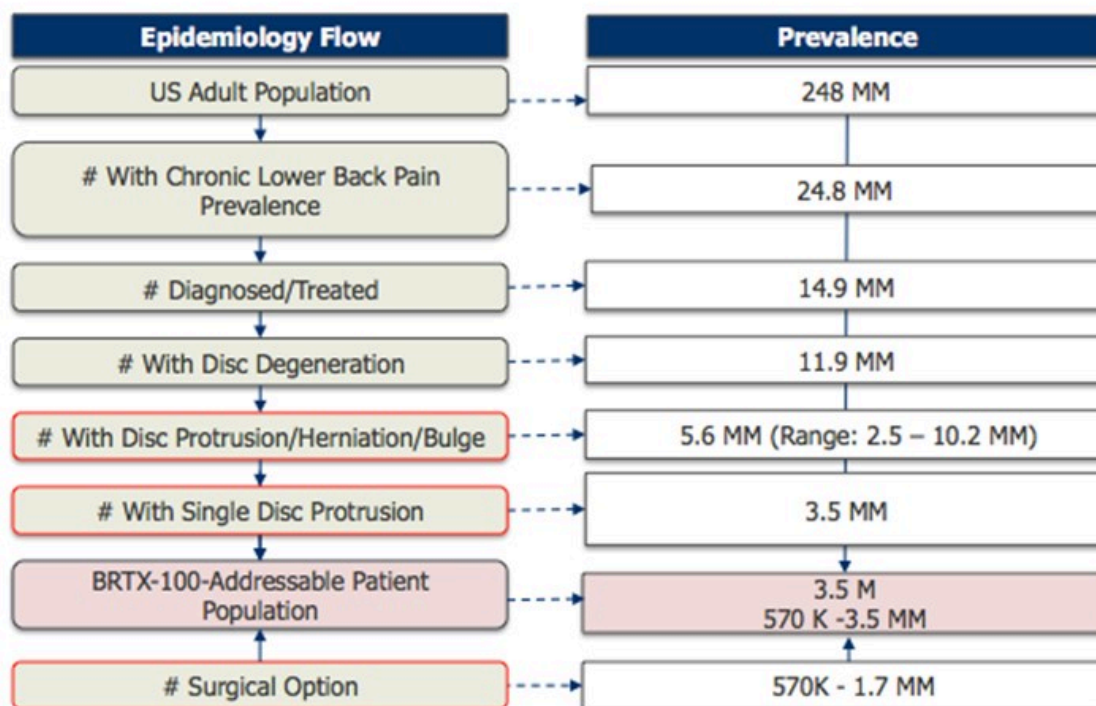 Epidemiology Flow
Prevalence
US Adult Population
248 MM
# With Chronic Lower Back Pain
Prevalence
24.8 MM
# Diagnosed/Treated
14.9 MM
# With Disc Degeneration
11.9 MM
# With Disc Protrusion/Herniation/Bulge
5.6 MM (Range: 2.5 – 10.2 MM)
# With Single Disc Protrusion
3.5 MM
BRTX-100-Addressable Patient
Population
3.5 M
570 K -3.5 MM
# Surgical Option
570K - 1.7 MM